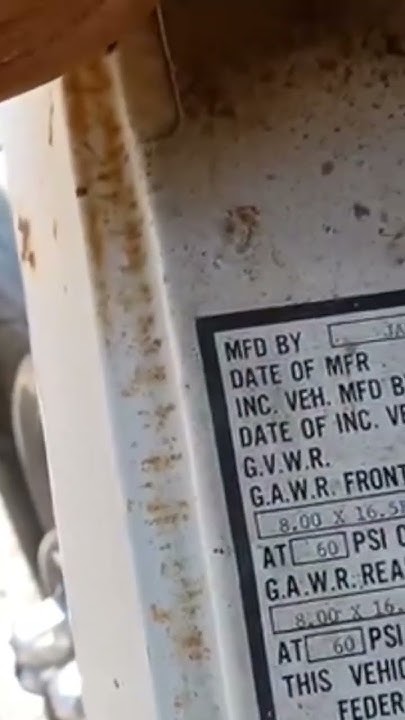 MFD BY JA
DATE OF MFR
INC. VEH. MFD B
DATE OF INC. VE
G.V.W.R.
G.A.W.R. FRONT
8.00 X 16.5
AT 60 PSI C
G.A.W.R. REA
8.00 X 16.
AT 60 PSI
THIS VEHIC
FEDER